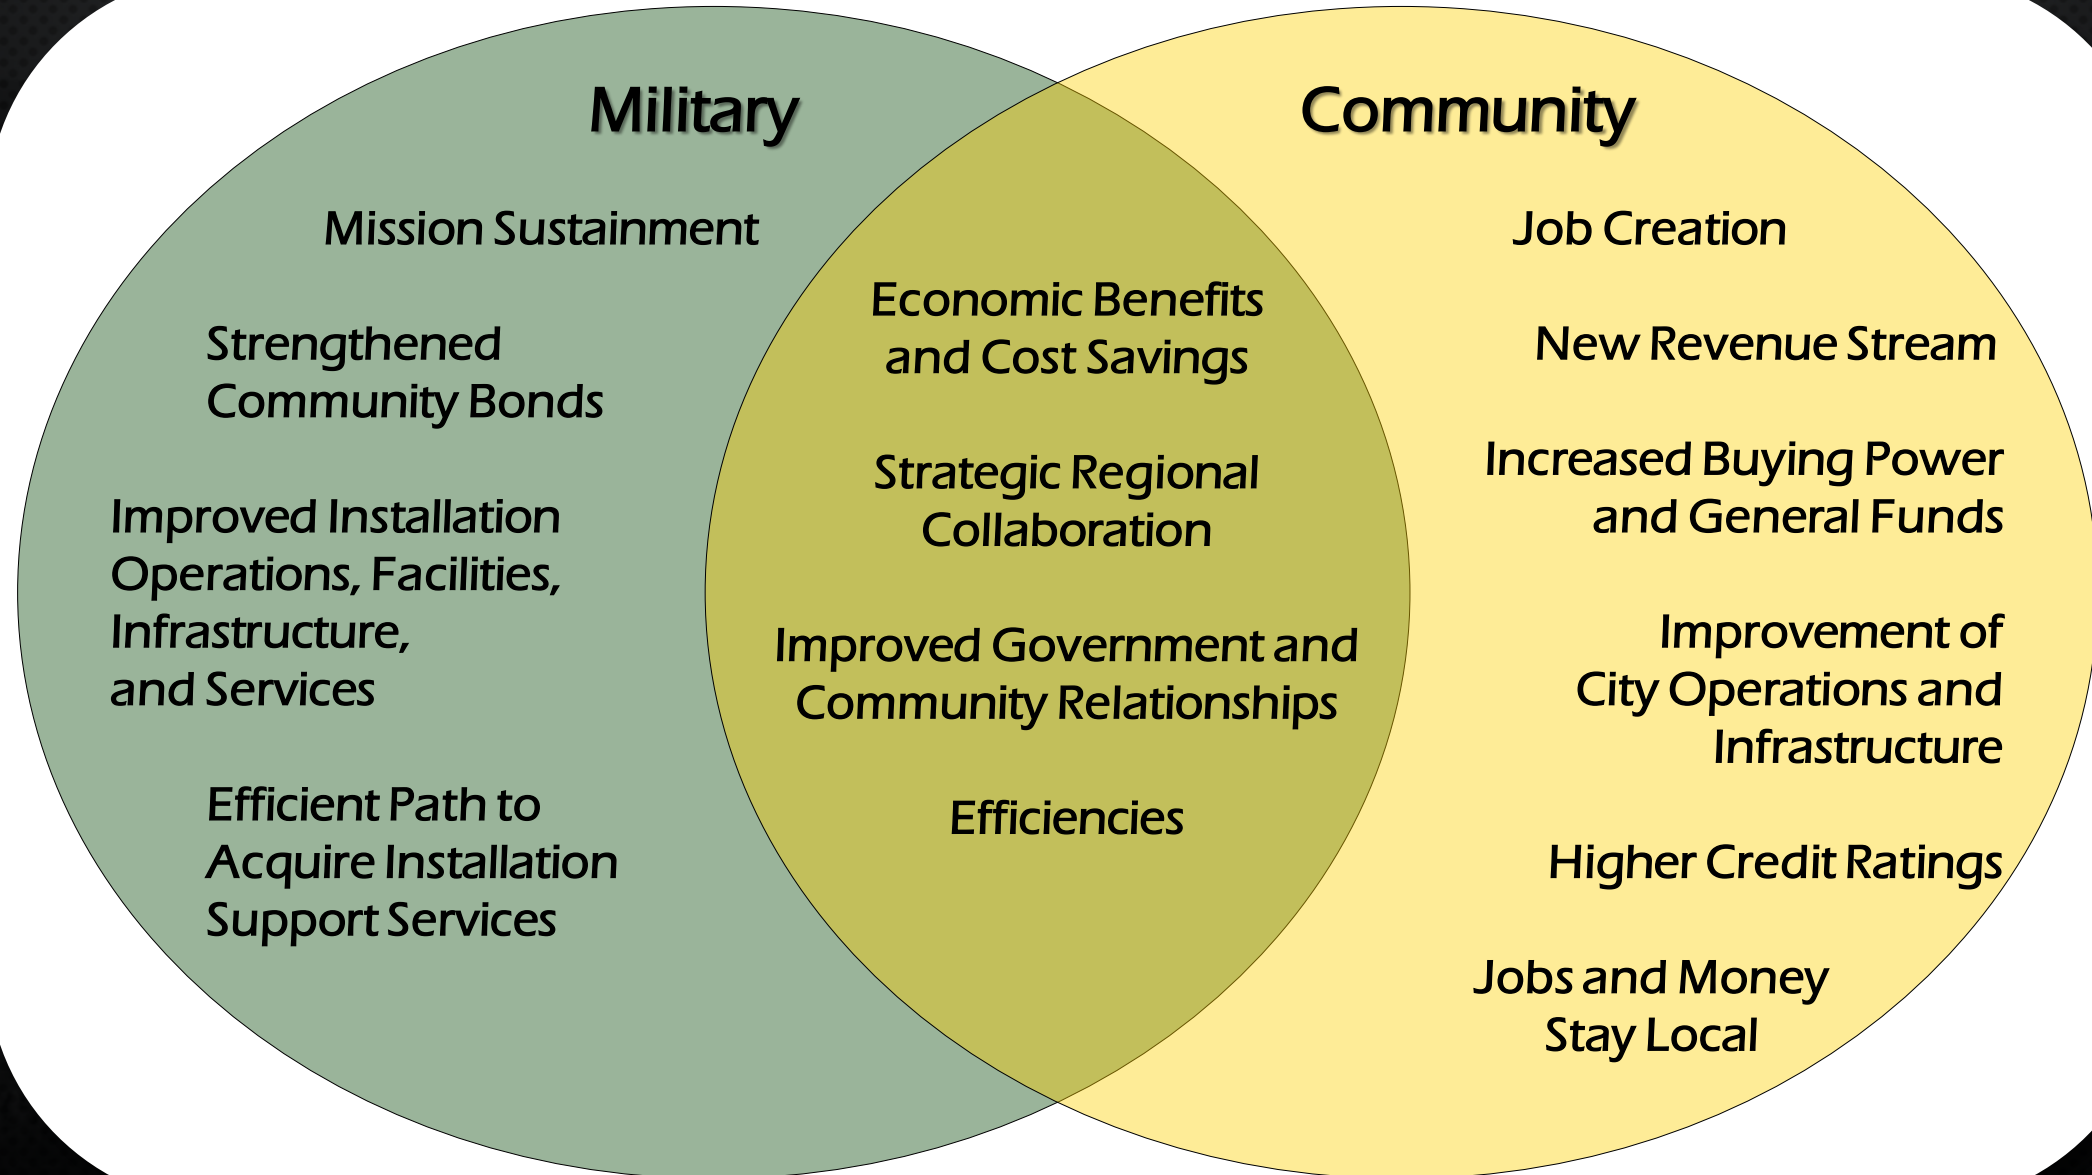 Military
Mission Sustainment
Strengthened
Community Bonds
Improved Installation
Operations, Facilities,
Infrastructure,
and Services
Efficient Path to
Acquire Installation
Support Services
Economic Benefits
and Cost Savings
Strategic Regional
Collaboration
Improved Government and
Community Relationships
Efficiencies
Community
Job Creation
New Revenue Stream
Increased Buying Power
and General Funds
Improvement of
City Operations and
Infrastructure
Higher Credit Ratings
Jobs and Money
Stay Local